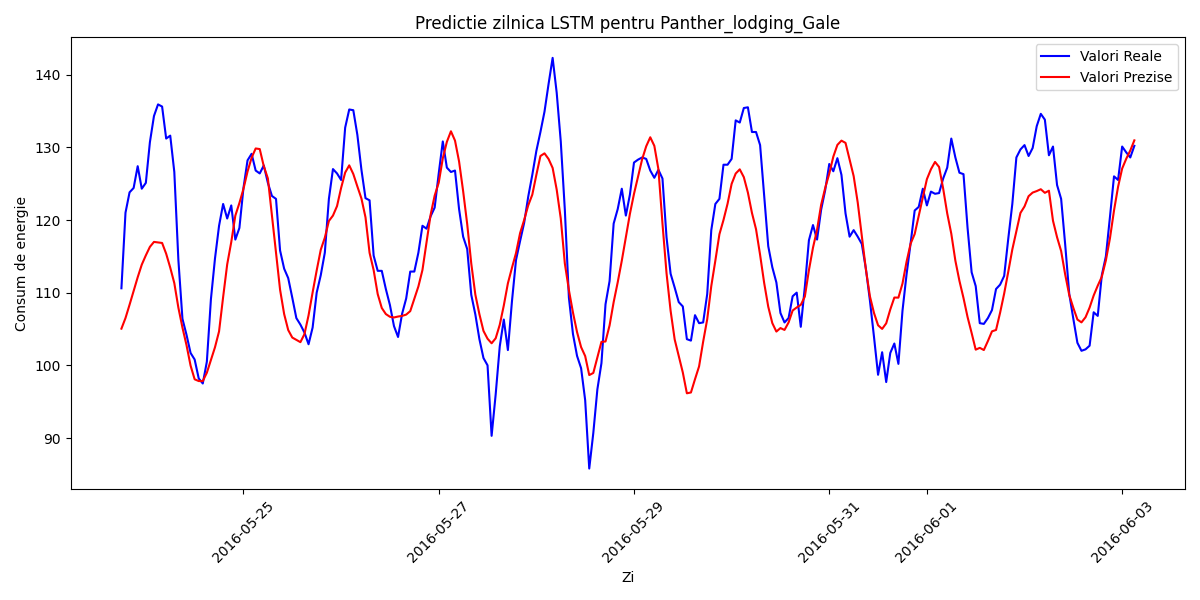 Predictie zilnica LSTM pentru Panther_lodging_Gale
Valori Reale
Valori Prezise
Consum de energie
140
130
120
110
100
90
2016-05-25
2016-05-27
2016-05-29
2016-05-31
2016-06-01
2016-06-03
Zi